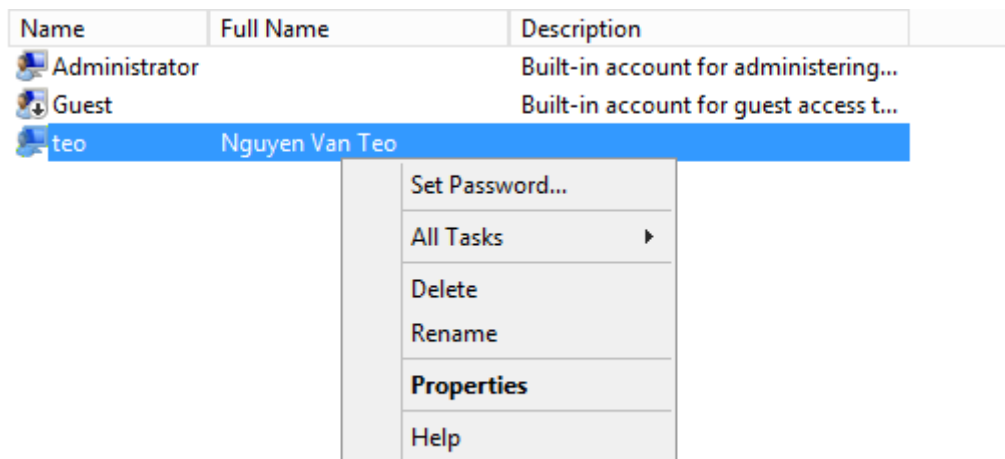 Name Full Name Description
Administrator Built-in account for administering...
Guest Built-in account for guest access t...
teo Nguyen Van Teo
Set Password...
All Tasks
Delete
Rename
Properties
Help